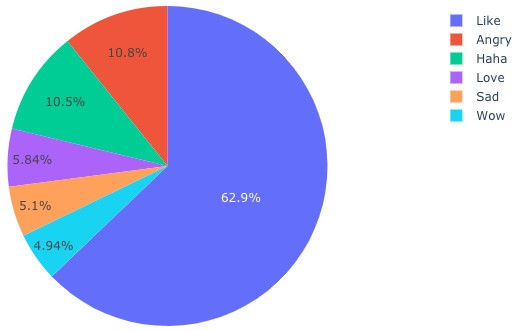 Like
Angry
Haha
Love
Sad
Wow
10.8%
10.5%
5.84%
62.9%
5.1%
4.94%